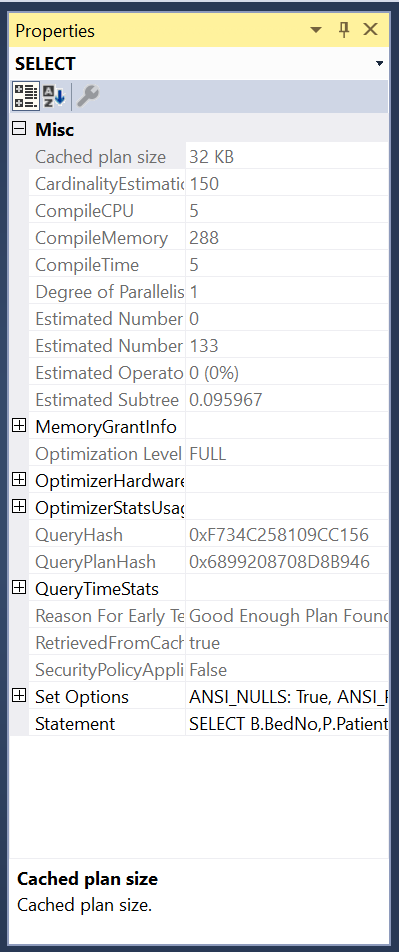 Properties
SELECT
Misc
Cached plan size 32 KB
CardinalityEstimatic 150
CompileCPU 5
CompileMemory 288
CompileTime 5
Degree of Parallelis 1
Estimated Number 0
Estimated Number 133
Estimated Operato 0 (0%)
Estimated Subtree 0.095967
MemoryGrantInfo
Optimization Level FULL
OptimizerHardware
OptimizerStatsUsag
QueryHash 0xF734C258109CC156
QueryPlanHash 0x6899208708D8B946
QueryTimeStats
Reason For Early Te Good Enough Plan Found
RetrievedFromCach true
SecurityPolicyAppli False
Set Options ANSI_NULLS: True, ANSI_P
Statement SELECT B.BedNo,P.Patient
Cached plan size
Cached plan size.